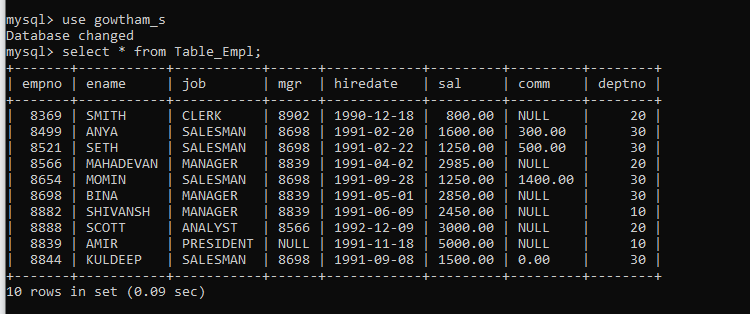 mysql> use gowtham_s
Database changed
mysql> select * from Table_Empl;
+-------+-----------+-----------+------+------------+---------+---------+--------+
| empno | ename     | job       | mgr  | hiredate   | sal     | comm    | deptno |
+-------+-----------+-----------+------+------------+---------+---------+--------+
|  8369 | SMITH     | CLERK     | 8902 | 1990-12-18 |  800.00 | NULL    |     20 |
|  8499 | ANYA      | SALESMAN  | 8698 | 1991-02-20 | 1600.00 | 300.00  |     30 |
|  8521 | SETH      | SALESMAN  | 8698 | 1991-02-22 | 1250.00 | 500.00  |     30 |
|  8566 | MAHADEVAN | MANAGER   | 8839 | 1991-04-02 | 2985.00 | NULL    |     20 |
|  8654 | MOMIN     | SALESMAN  | 8698 | 1991-09-28 | 1250.00 | 1400.00 |     30 |
|  8698 | BINA      | MANAGER   | 8839 | 1991-05-01 | 2850.00 | NULL    |     30 |
|  8882 | SHIVANSH  | MANAGER   | 8839 | 1991-06-09 | 2450.00 | NULL    |     10 |
|  8888 | SCOTT     | ANALYST   | 8566 | 1992-12-09 | 3000.00 | NULL    |     20 |
|  8839 | AMIR      | PRESIDENT | NULL | 1991-11-18 | 5000.00 | NULL    |     10 |
|  8844 | KULDEEP   | SALESMAN  | 8698 | 1991-09-08 | 1500.00 | 0.00    |     30 |
+-------+-----------+-----------+------+------------+---------+---------+--------+
10 rows in set (0.09 sec)